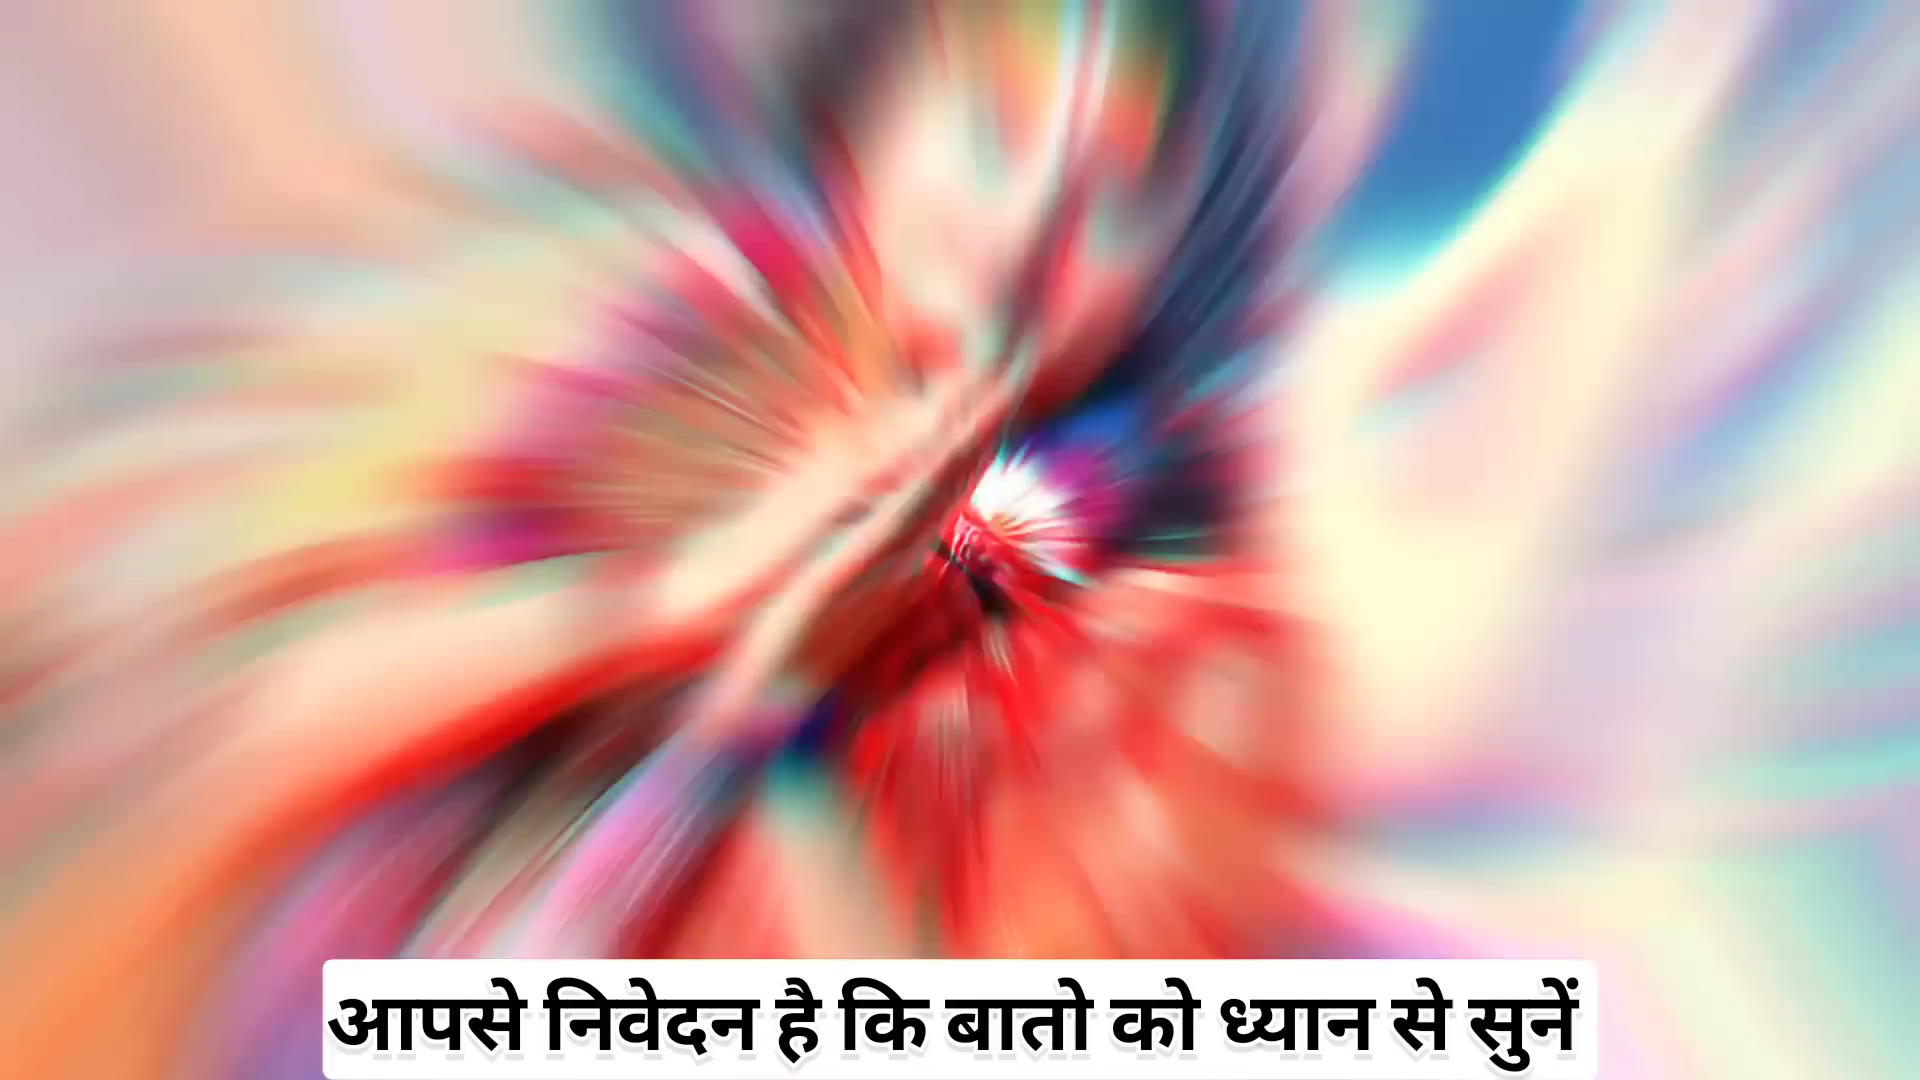 आपसे निवेदन है कि बातो को ध्यान से सुनें